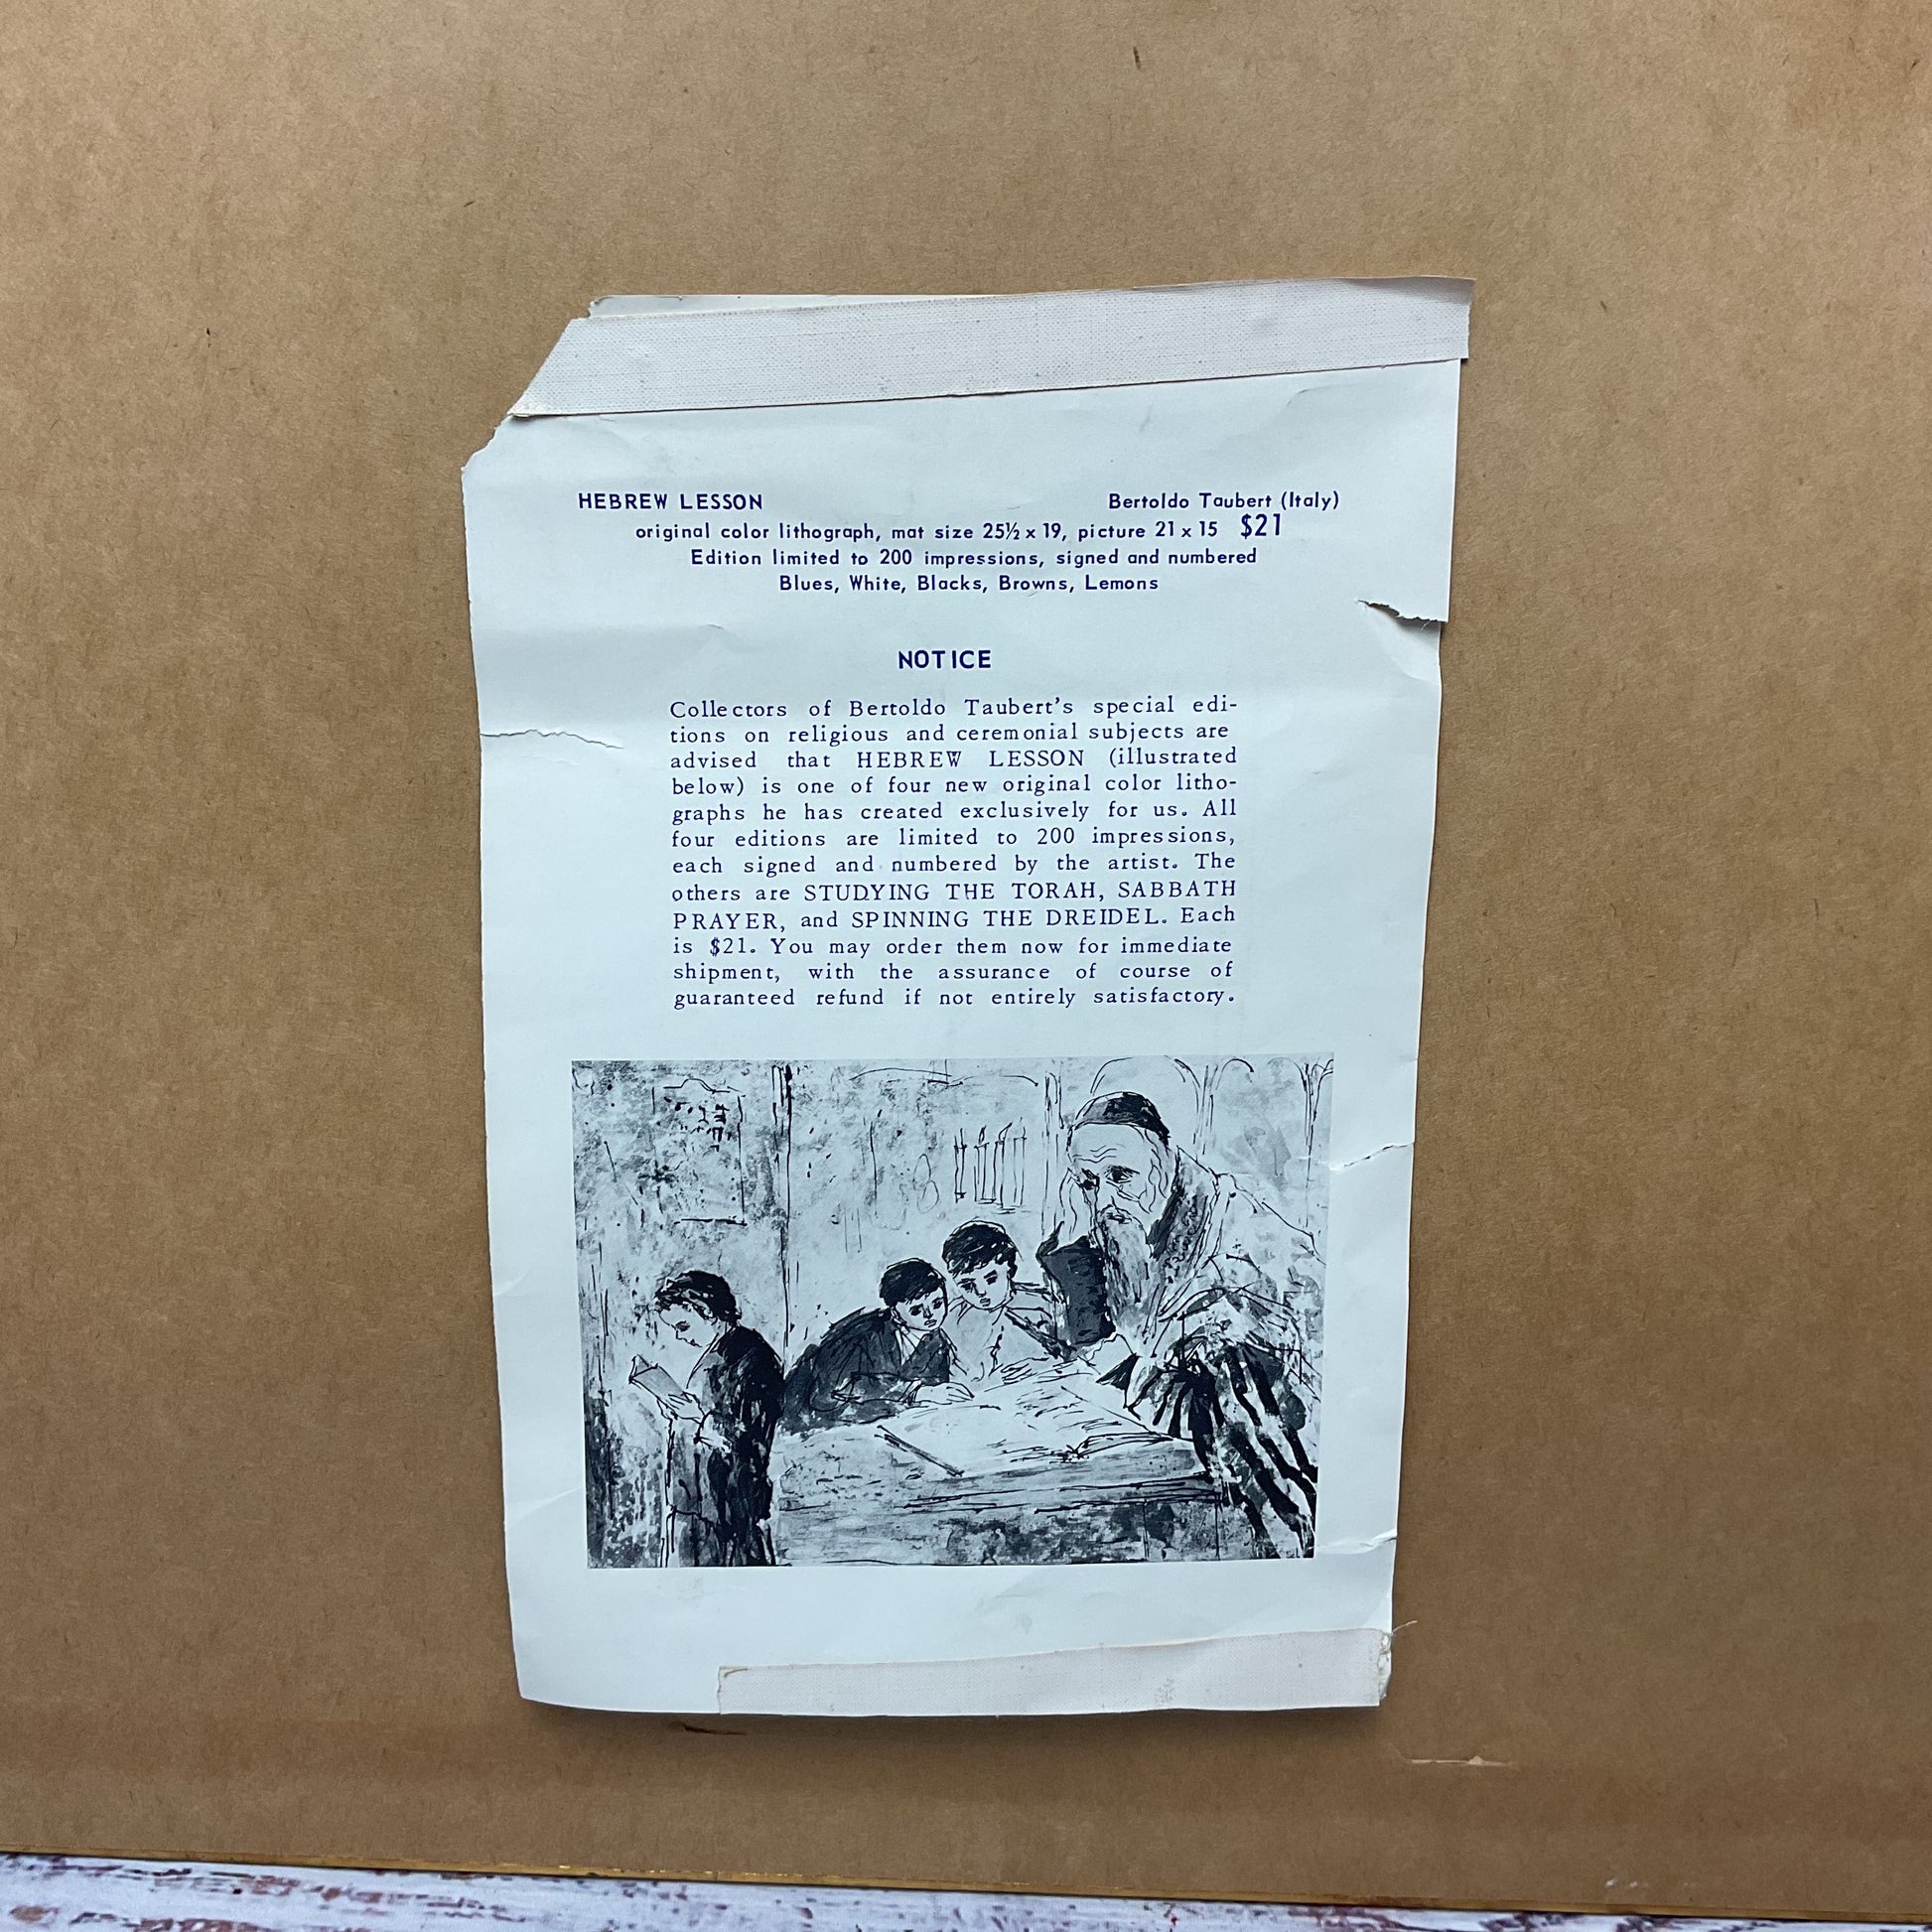 HEBREW LESSON Bertoldo Taubert (Italy)
original color lithograph, mat size 25½ x 19, picture 21 x 15 $21
Edition limited to 200 impressions, signed and numbered
Blues, White, Blacks, Browns, Lemons
NOTICE
Collectors of Bertoldo Taubert's special edi-
tions on religious and ceremonial subjects are
advised that HEBREW LESSON (illustrated
below) is one of four new original color litho-
graphs he has created exclusively for us. All
four editions are limited to 200 impressions,
each signed and numbered by the artist. The
others are STUDYING THE TORAH, SABBATH
PRAYER, and SPINNING THE DREIDEL. Each
is $21. You may order them now for immediate
shipment, with the assurance of course of
guaranteed refund if not entirely satisfactory.